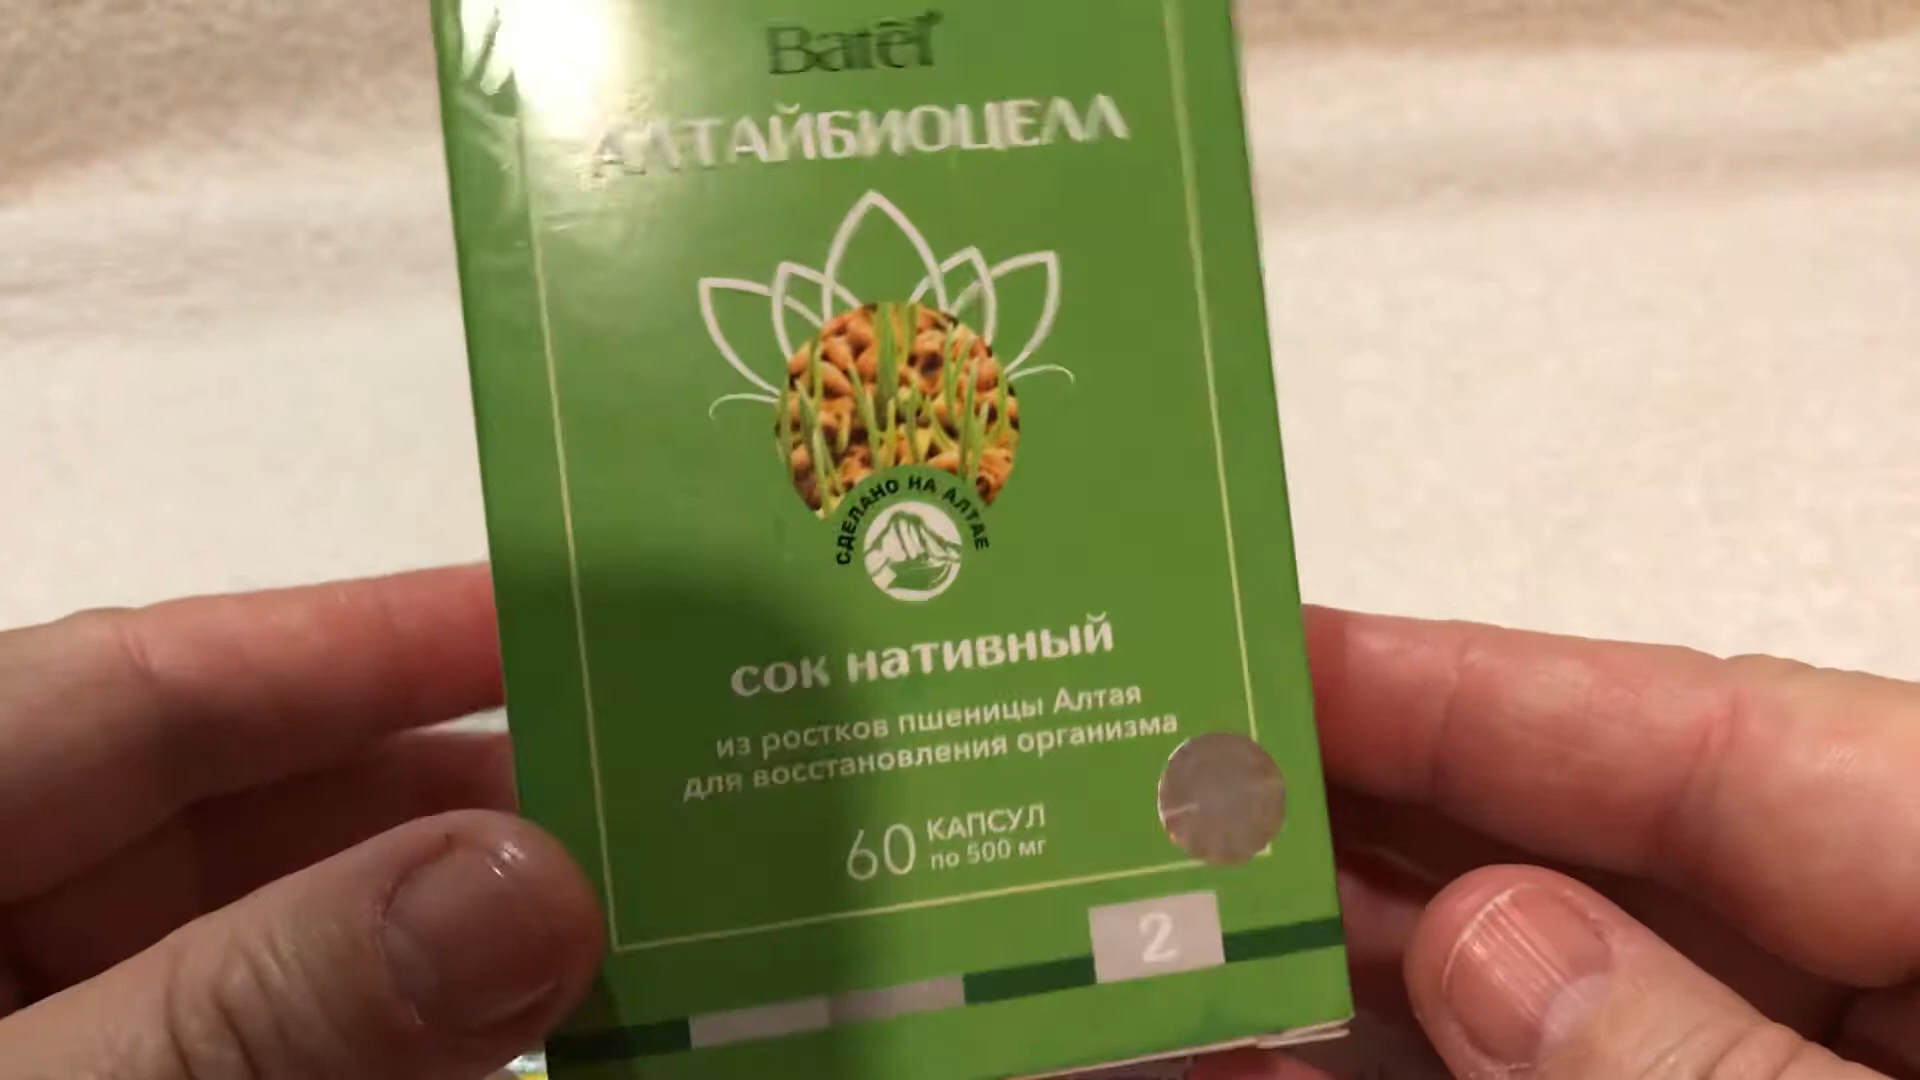 Batel
АЛТАЙБИОЦЕЛЛ
СДЕЛАНО НА АЛТАЕ
сок нативный
из ростков пшеницы Алтая
для восстановления организма
60 КАПСУЛ
по 500 мг
2